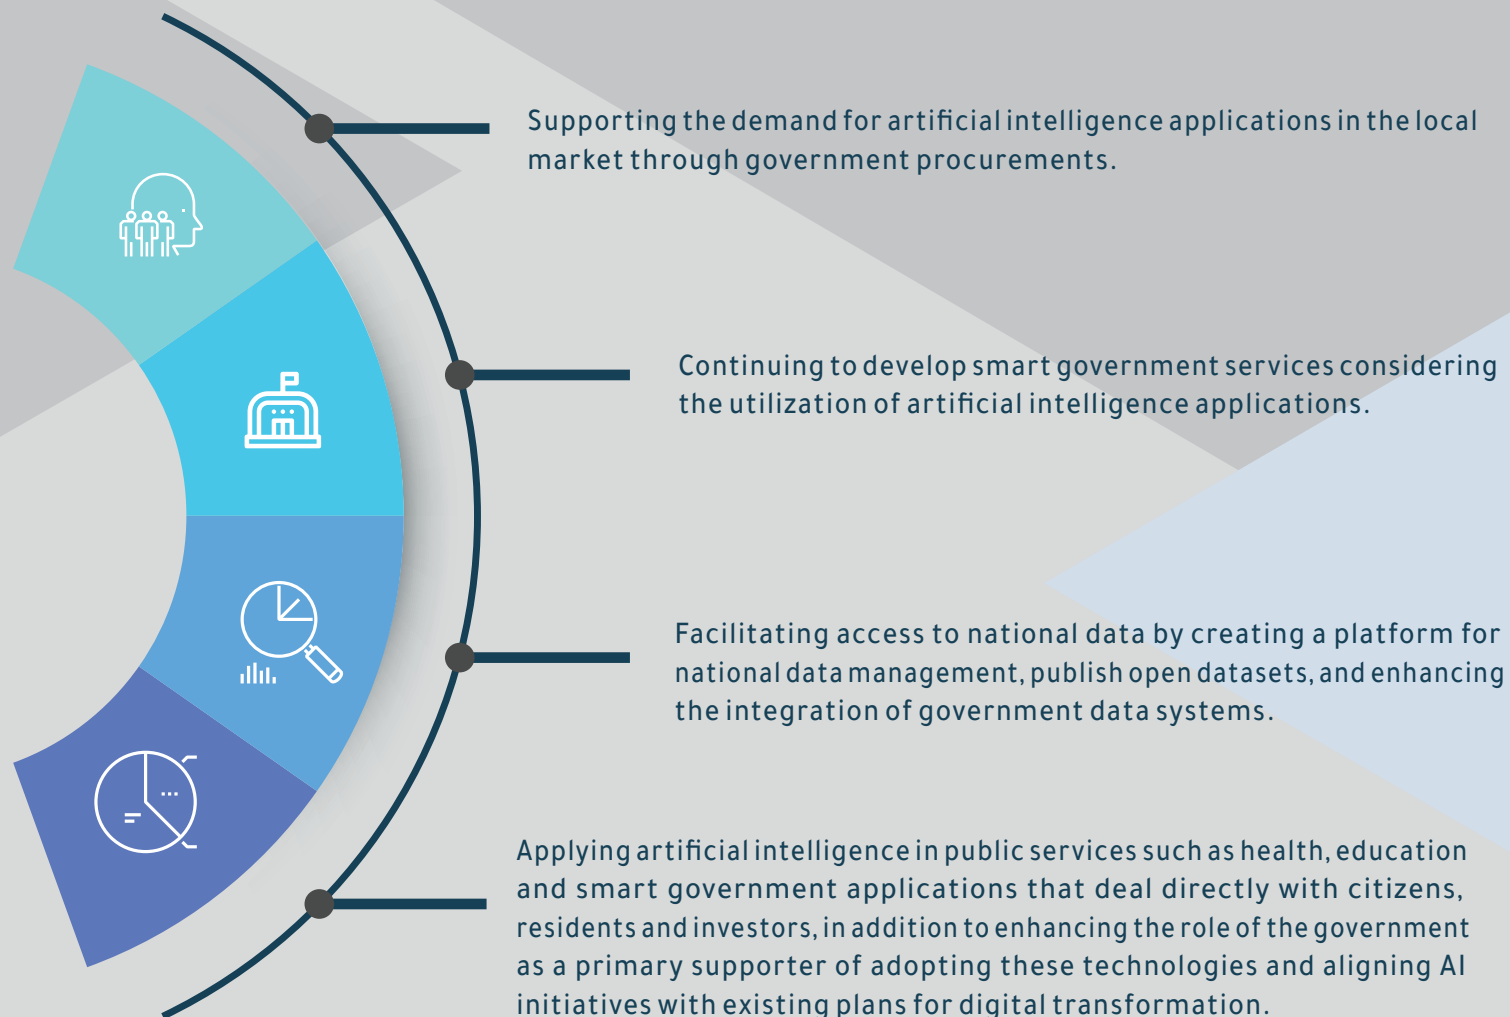 Supporting the demand for artificial intelligence applications in the local
market through government procurements.
Continuing to develop smart government services considering
the utilization of artificial intelligence applications.
Facilitating access to national data by creating a platform for
national data management, publish open datasets, and enhancing
the integration of government data systems.
Applying artificial intelligence in public services such as health, education
and smart government applications that deal directly with citizens,
residents and investors, in addition to enhancing the role of the government
as a primary supporter of adopting these technologies and aligning AI
initiatives with existing plans for digital transformation.